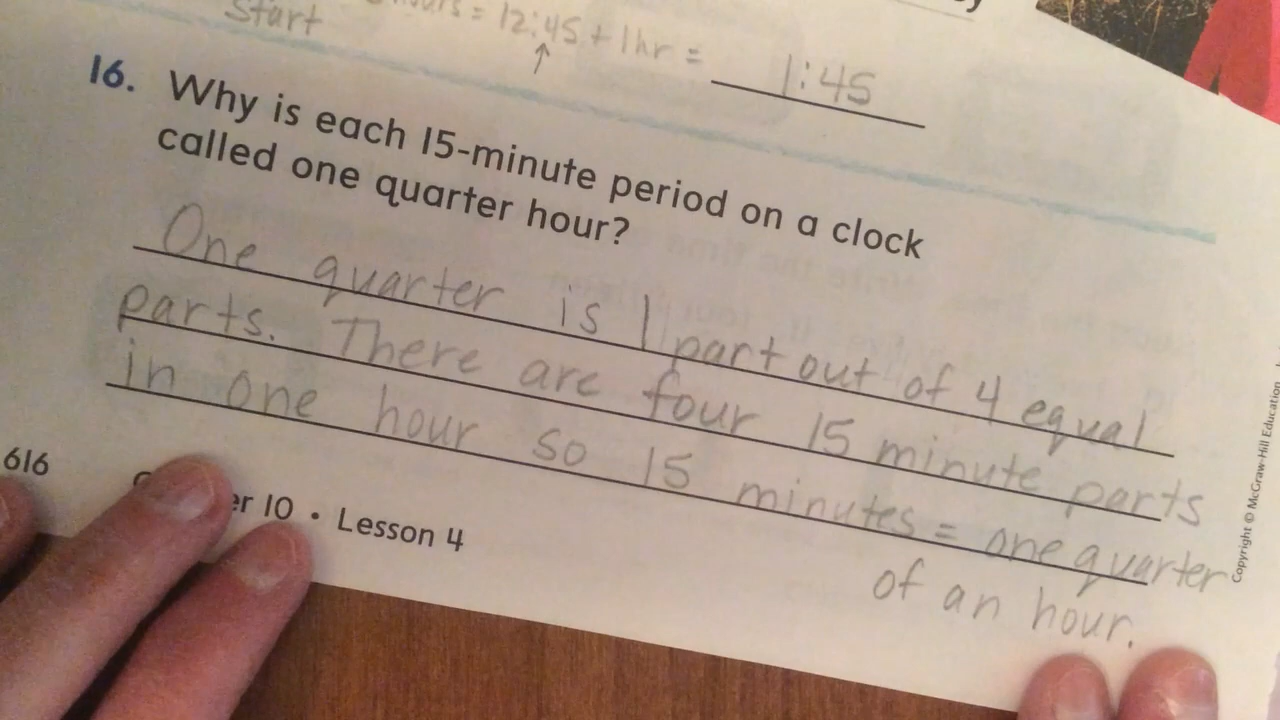 = 12:45 + 1hr = 1:45
Start
↑
16. Why is each 15-minute period on a clock
called one quarter hour?
One quarter is 1 part out of 4 equal
parts. There are four 15 minute parts
in one hour so 15 minutes = one quarter
of an hour.
616
10 • Lesson 4
Copyright © McGraw-Hill Education